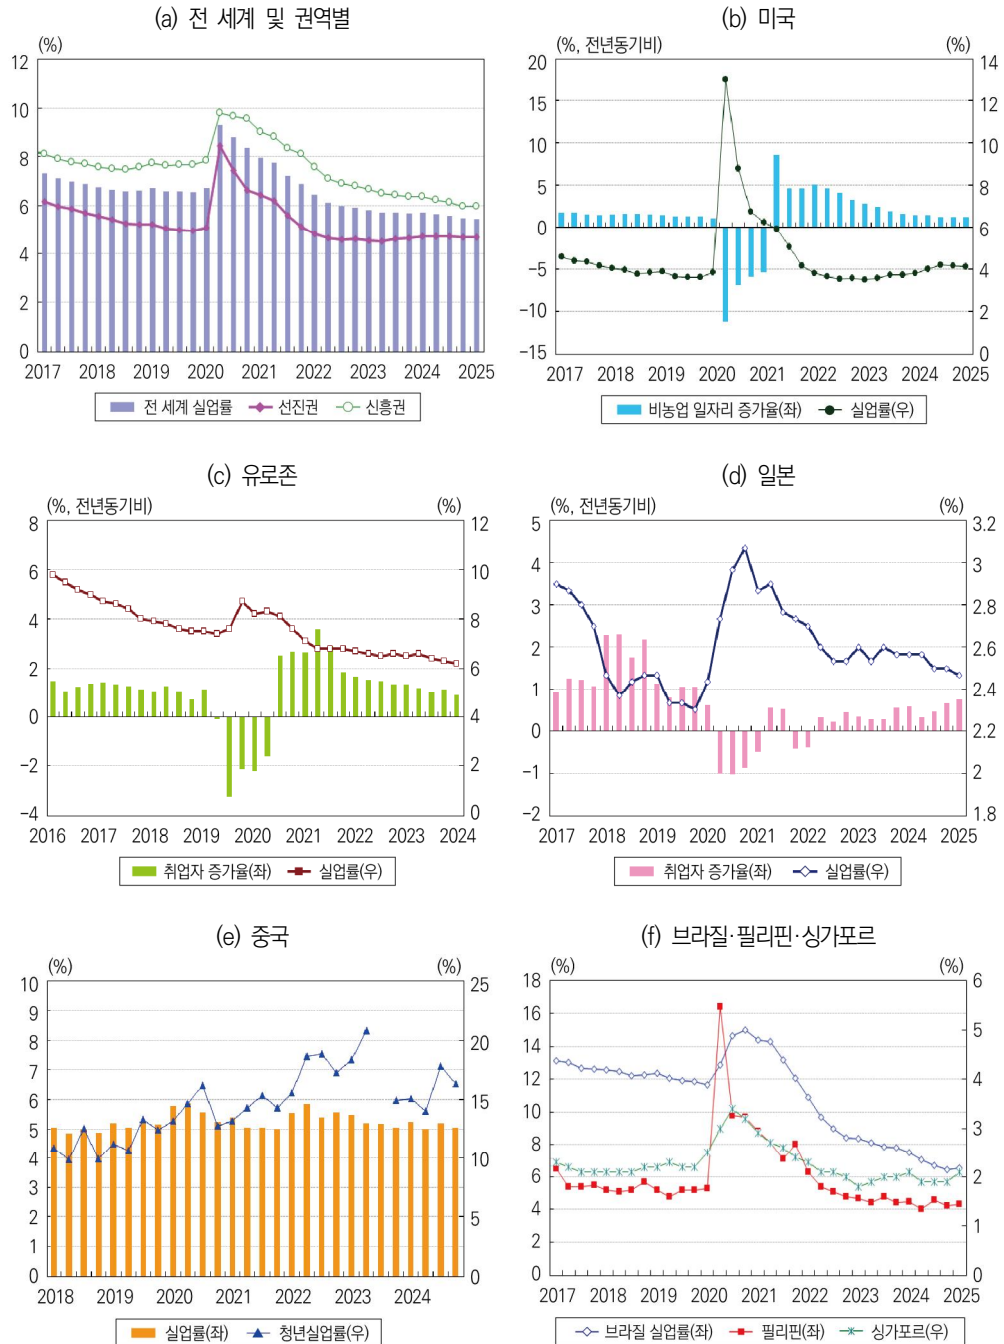 (a) 전 세계 및 권역별
(%)
12
10
8
6
4
2
0
2017 2018 2019 2020 2021 2022 2023 2024 2025
전 세계 실업률 선진권 신흥권
(b) 미국
(%, 전년동기비) (%)
20 14
15 12
10 10
5 8
0 6
−5 4
−10 2
−15 0
2017 2018 2019 2020 2021 2022 2023 2024 2025
비농업 일자리 증가율(좌) 실업률(우)
(c) 유로존
(%, 전년동기비) (%)
8 12
6 10
4 8
2 6
0 4
−2 2
−4 0
2016 2017 2018 2019 2020 2021 2022 2023 2024
취업자 증가율(좌) 실업률(우)
(d) 일본
(%, 전년동기비) (%)
5 3.2
4 3
3 2.8
2 2.6
1 2.4
0 2.2
−1 2
−2 1.8
2017 2018 2019 2020 2021 2022 2023 2024 2025
취업자 증가율(좌) 실업률(우)
(e) 중국
(%) (%)
10 25
9
8 20
7
6 15
5
4 10
3
2 5
1
0 0
2018 2019 2020 2021 2022 2023 2024
실업률(좌) 청년실업률(우)
(f) 브라질·필리핀·싱가포르
(%) (%)
18 6
16 5
14
12 4
10 3
8
6 2
4 1
2
0 0
2017 2018 2019 2020 2021 2022 2023 2024 2025
브라질 실업률(좌) 필리핀(좌) 싱가포르(우)